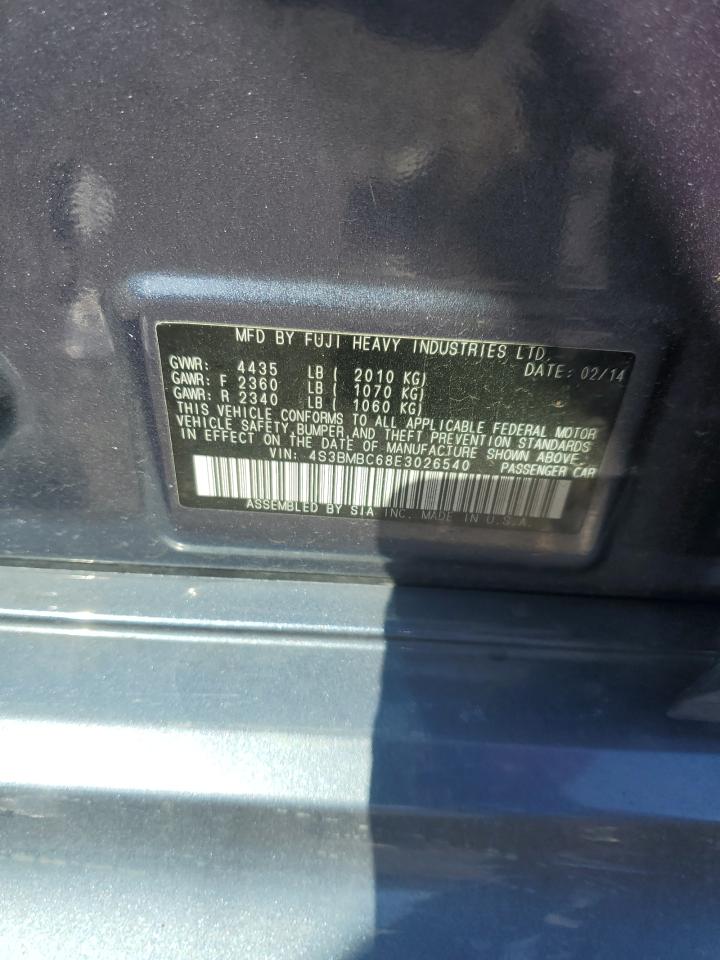 MFD BY FUJI HEAVY INDUSTRIES LTD.
GVWR: 4435 LB ( 2010 KG) DATE: 02/14
GAWR: F 2360 LB ( 1070 KG)
GAWR: R 2340 LB ( 1060 KG)
THIS VEHICLE CONFORMS TO ALL APPLICABLE FEDERAL MOTOR
VEHICLE SAFETY, BUMPER, AND THEFT PREVENTION STANDARDS
IN EFFECT ON THE DATE OF MANUFACTURE SHOWN ABOVE.
VIN: 4S3BMBC68E3026540 PASSENGER CAR
ASSEMBLED BY SIA INC. MADE IN U.S.A.